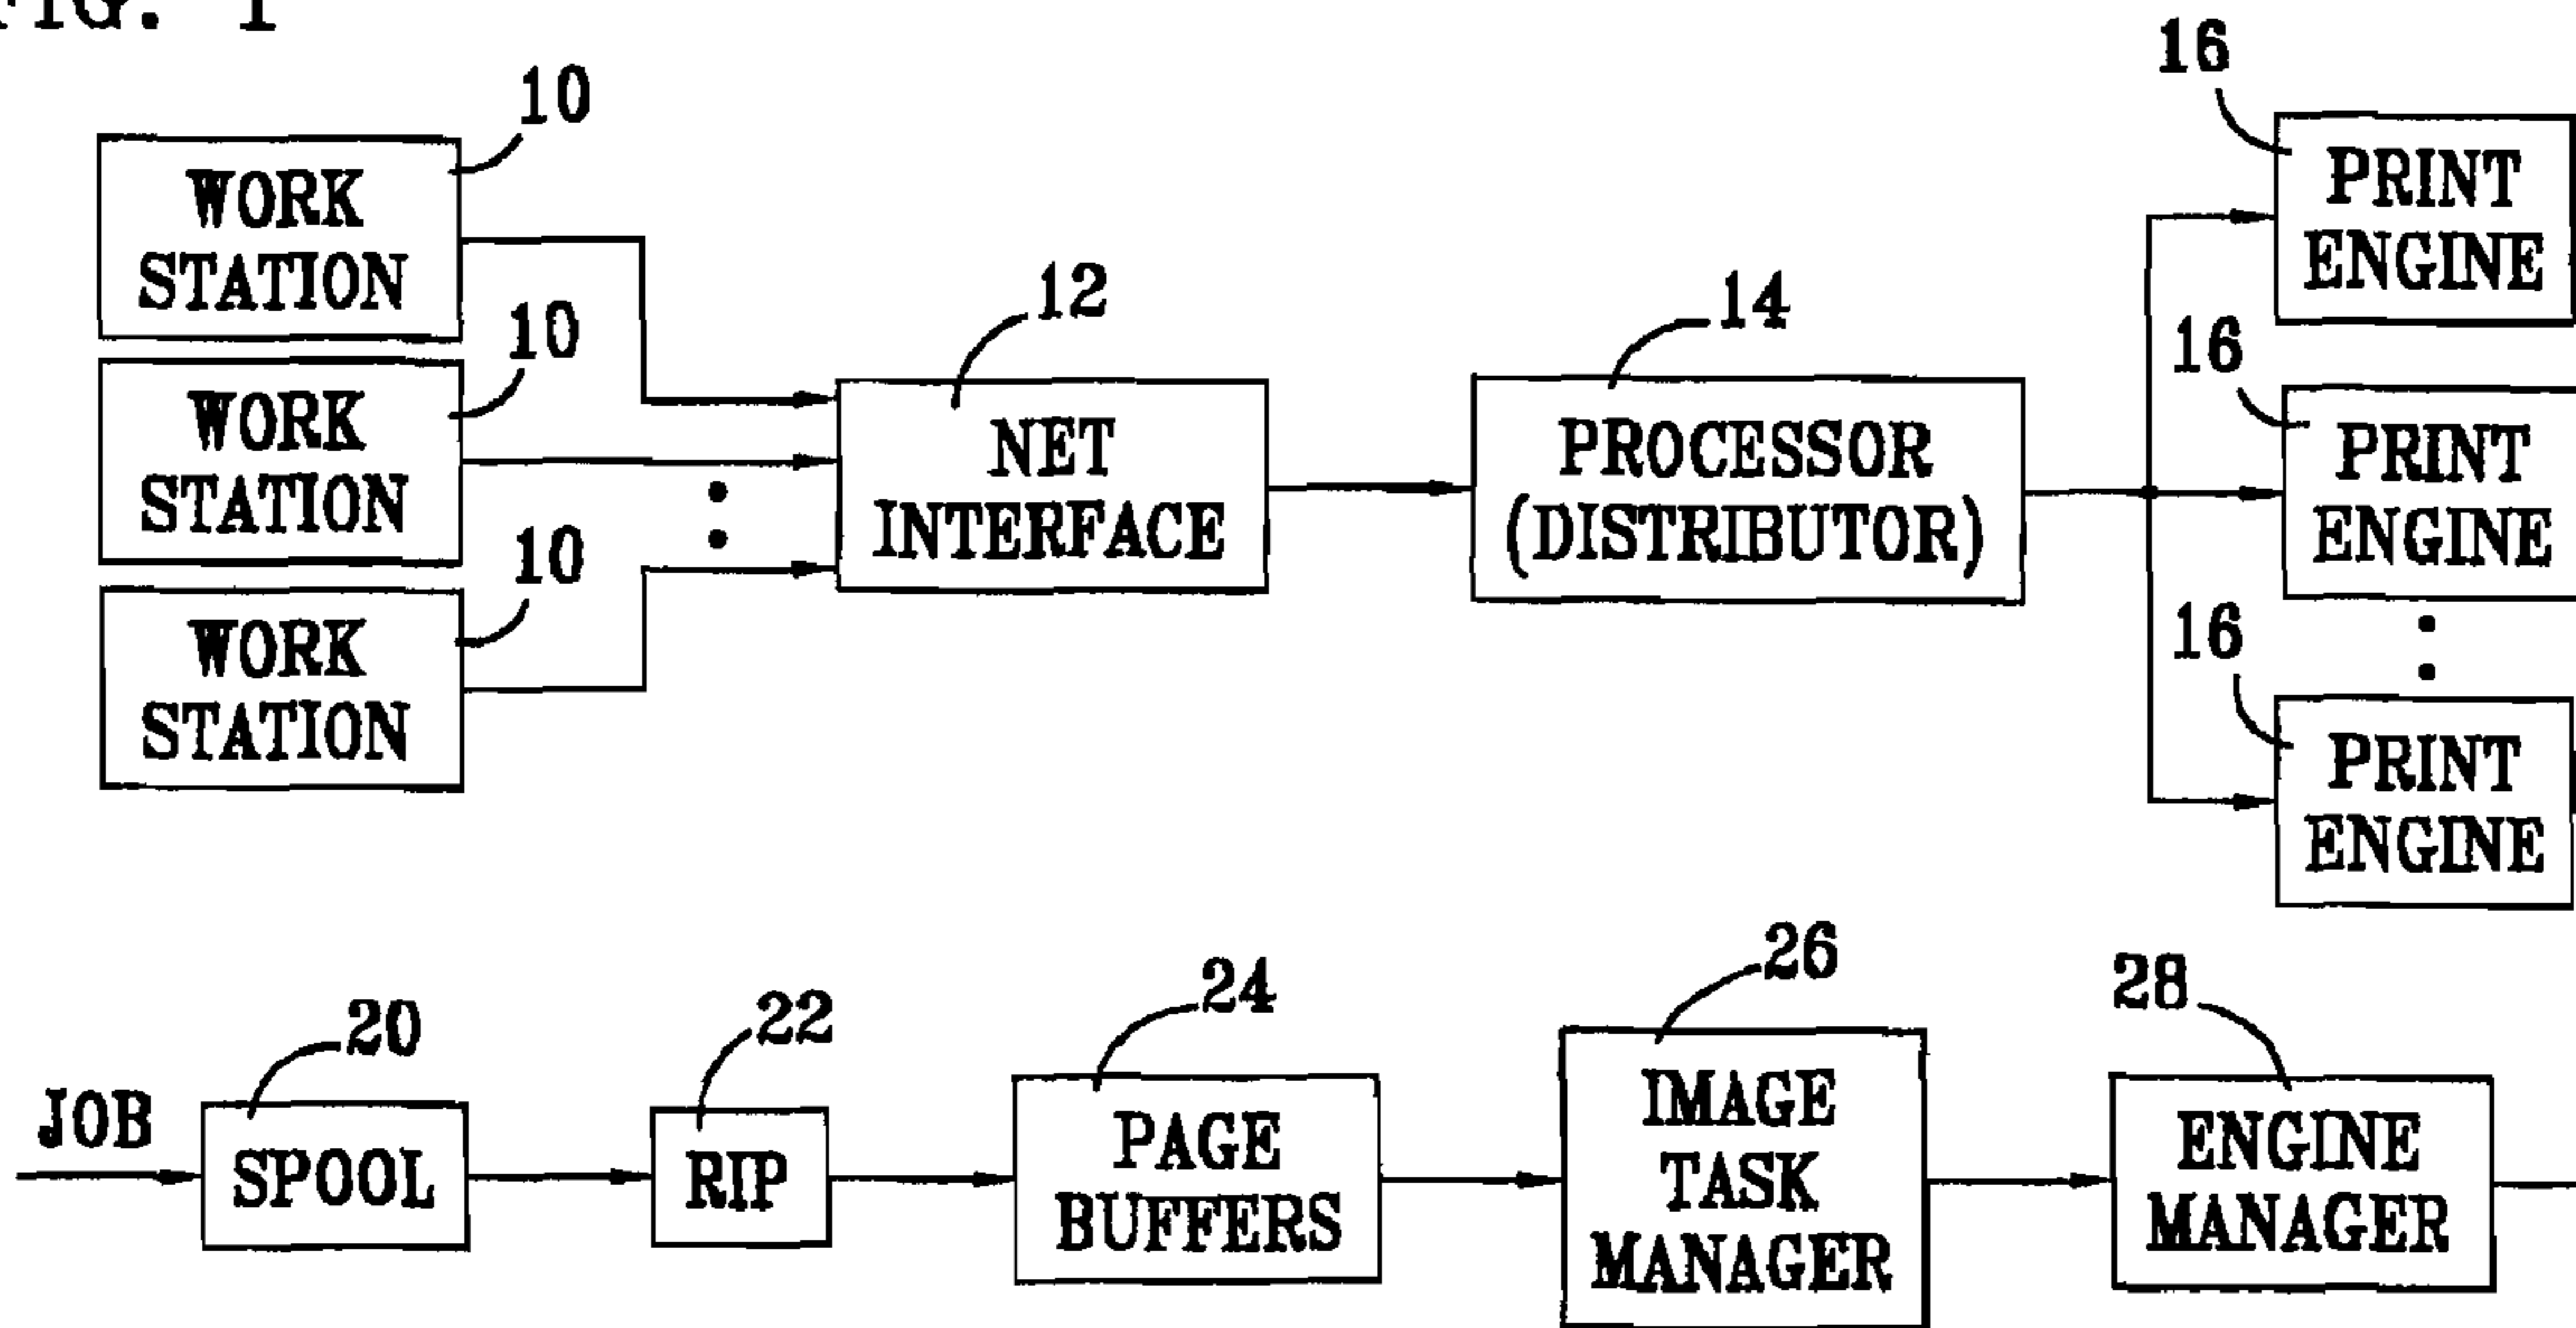 FIG. 1
10
WORK
STATION
10
WORK
STATION
10
WORK
STATION
12
NET
INTERFACE
14
PROCESSOR
(DISTRIBUTOR)
16
PRINT
ENGINE
16
PRINT
ENGINE
16
PRINT
ENGINE
JOB
20
SPOOL
22
RIP
24
PAGE
BUFFERS
26
IMAGE
TASK
MANAGER
28
ENGINE
MANAGER